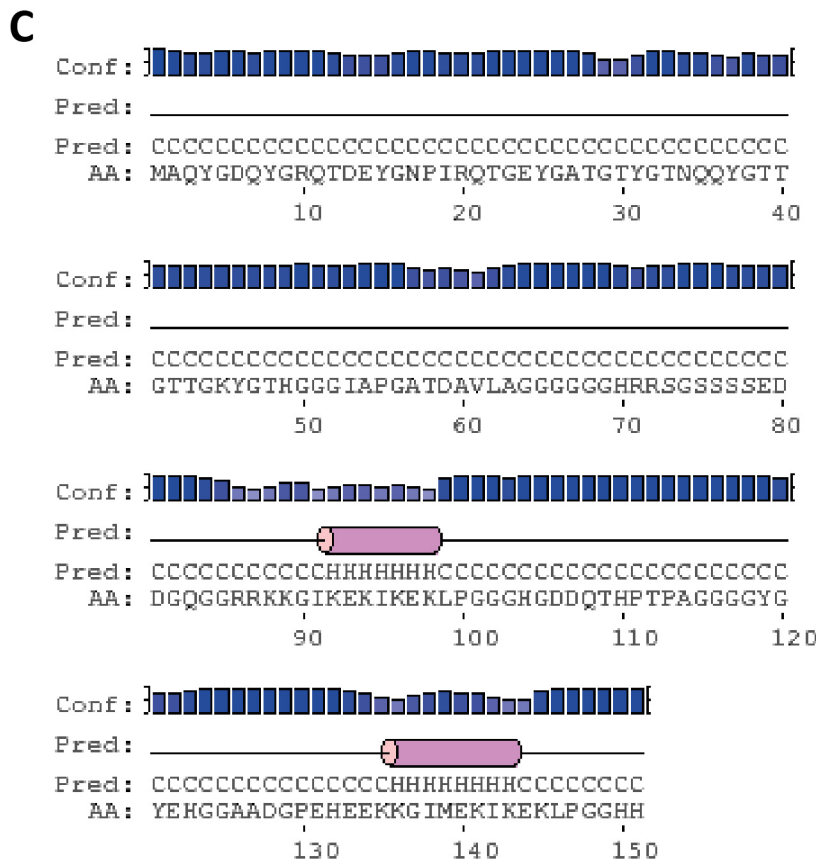 C
Conf:
Pred:
Pred: CCCCCCCCCCCCCCCCCCCCCCCCCCCCCCCCCCCCCCCC
AA: MAQYGDQYGRQTDEYGNPIRQTGEYGATGTYGTNQQYGTT
10 20 30 40
Conf:
Pred:
Pred: CCCCCCCCCCCCCCCCCCCCCCCCCCCCCCCCCCCCCCCC
AA: GTTGKYGTHGGGIAPGATDAVLAGGGGGGHRRSGSSSSED
50 60 70 80
Conf:
Pred:
Pred: CCCCCCCCCCCHHHHHHHCCCCCCCCCCCCCCCCCCCCCC
AA: DGQGGRRKKGIKEKIKEKLPGGGHGDDQTHPTPAGGGGYG
90 100 110 120
Conf:
Pred:
Pred: CCCCCCCCCCCCCCCHHHHHHHHCCCCCCCC
AA: YEHGGAADGPEHEEKKGIMEKIKEKLPGGHH
130 140 150